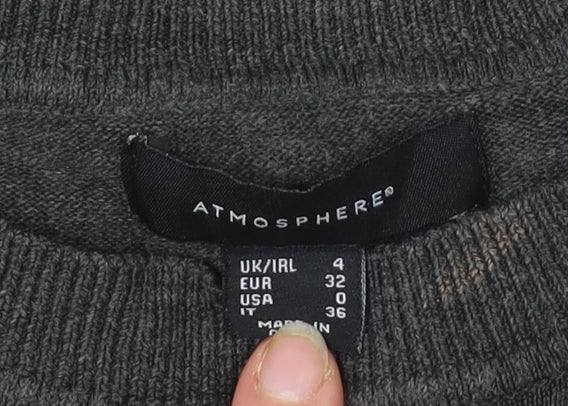 ATMOSPHERE®
UK/IRL 4
EUR 32
USA 0
IT 36
MADE IN